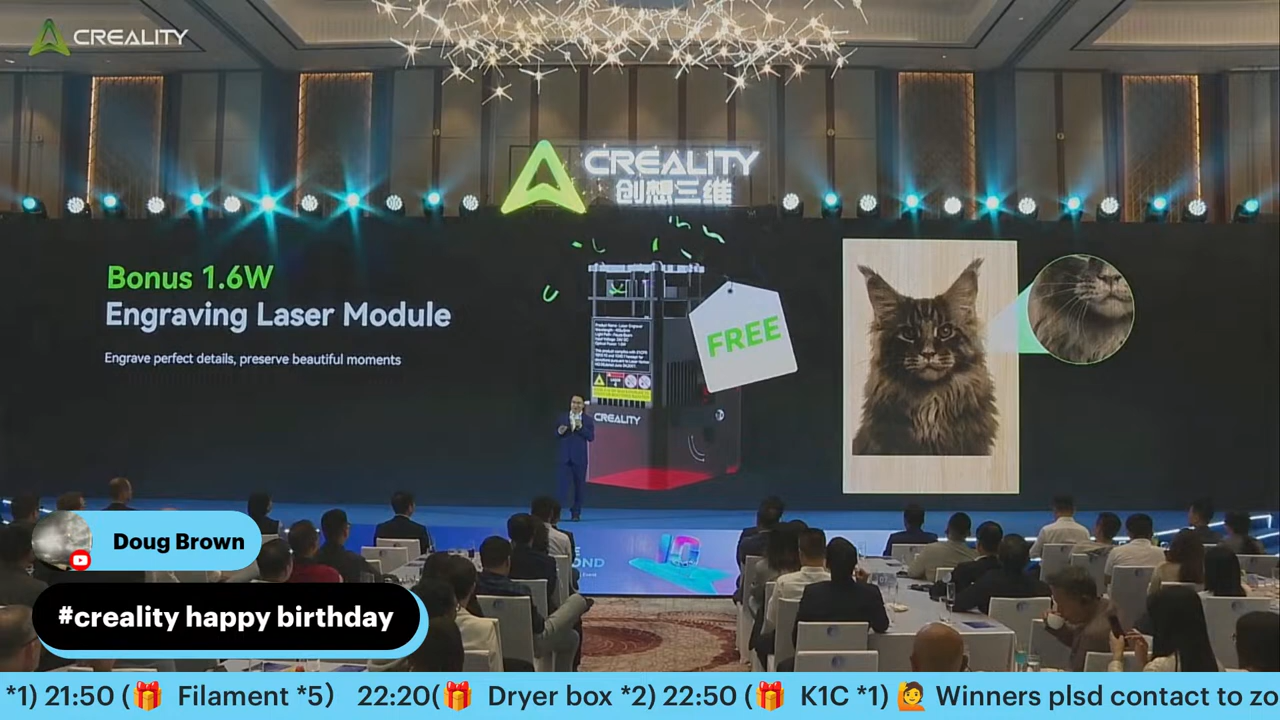 CREALITY
CREALITY
创想三维
Bonus 1.6W
Engraving Laser Module
Engrave perfect details, preserve beautiful moments
FREE
CREALITY
Doug Brown
#creality happy birthday
*1) 21:50 (🎁 Filament *5) 22:20(🎁 Dryer box *2) 22:50 (🎁 K1C *1) 🙋 Winners plsd contact to zo